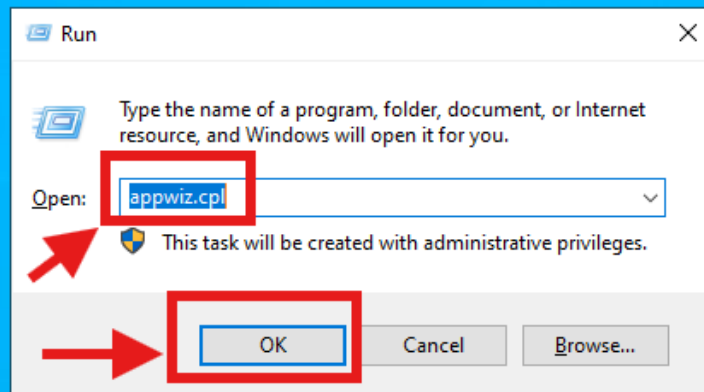 Run
Type the name of a program, folder, document, or Internet
resource, and Windows will open it for you.
Open: appwiz.cpl
This task will be created with administrative privileges.
OK Cancel Browse...